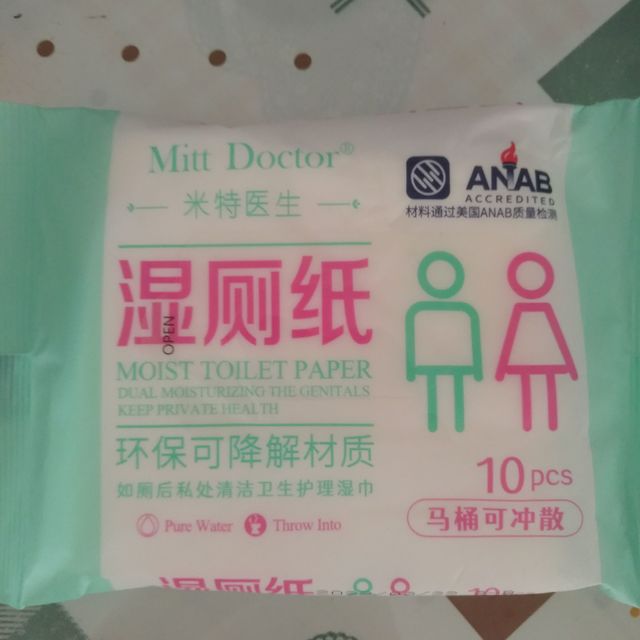 Mitt Doctor®
米特医生
ANAB
ACCREDITED
材料通过美国ANAB质量检测
湿厕纸
OPEN
MOIST TOILET PAPER
DUAL MOISTURIZING THE GENITALS
KEEP PRIVATE HEALTH
环保可降解材质
如厕后私处清洁卫生护理湿巾
Pure Water Throw Into
10pcs
马桶可冲散
湿厕纸